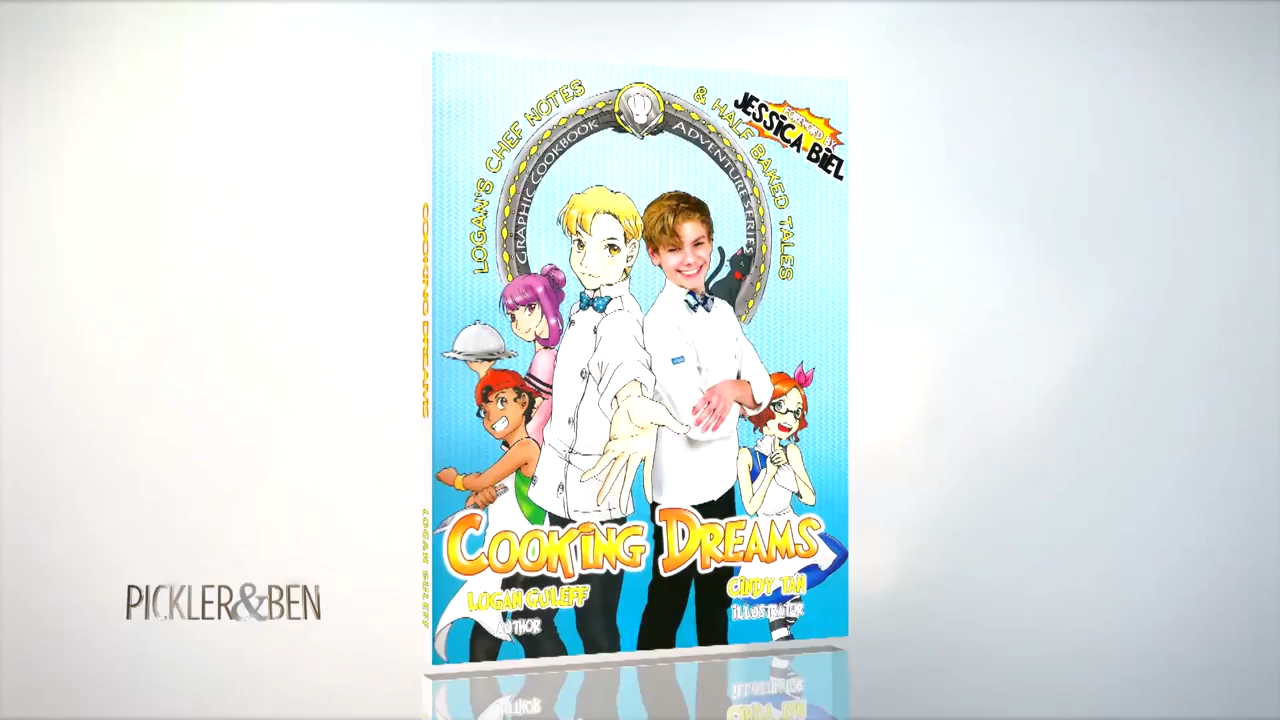 LOGAN'S CHEF NOTES
& HALF BAKED TALES
GRAPHIC COOKBOOK
ADVENTURE SERIES
FOREWORD BY
JESSICA BIEL
COOKING DREAMS
LOGAN GULEFF
AUTHOR
CINDY TAN
ILLUSTRATOR
COOKING DREAMS
LOGAN GULEFF
PICKLER&BEN